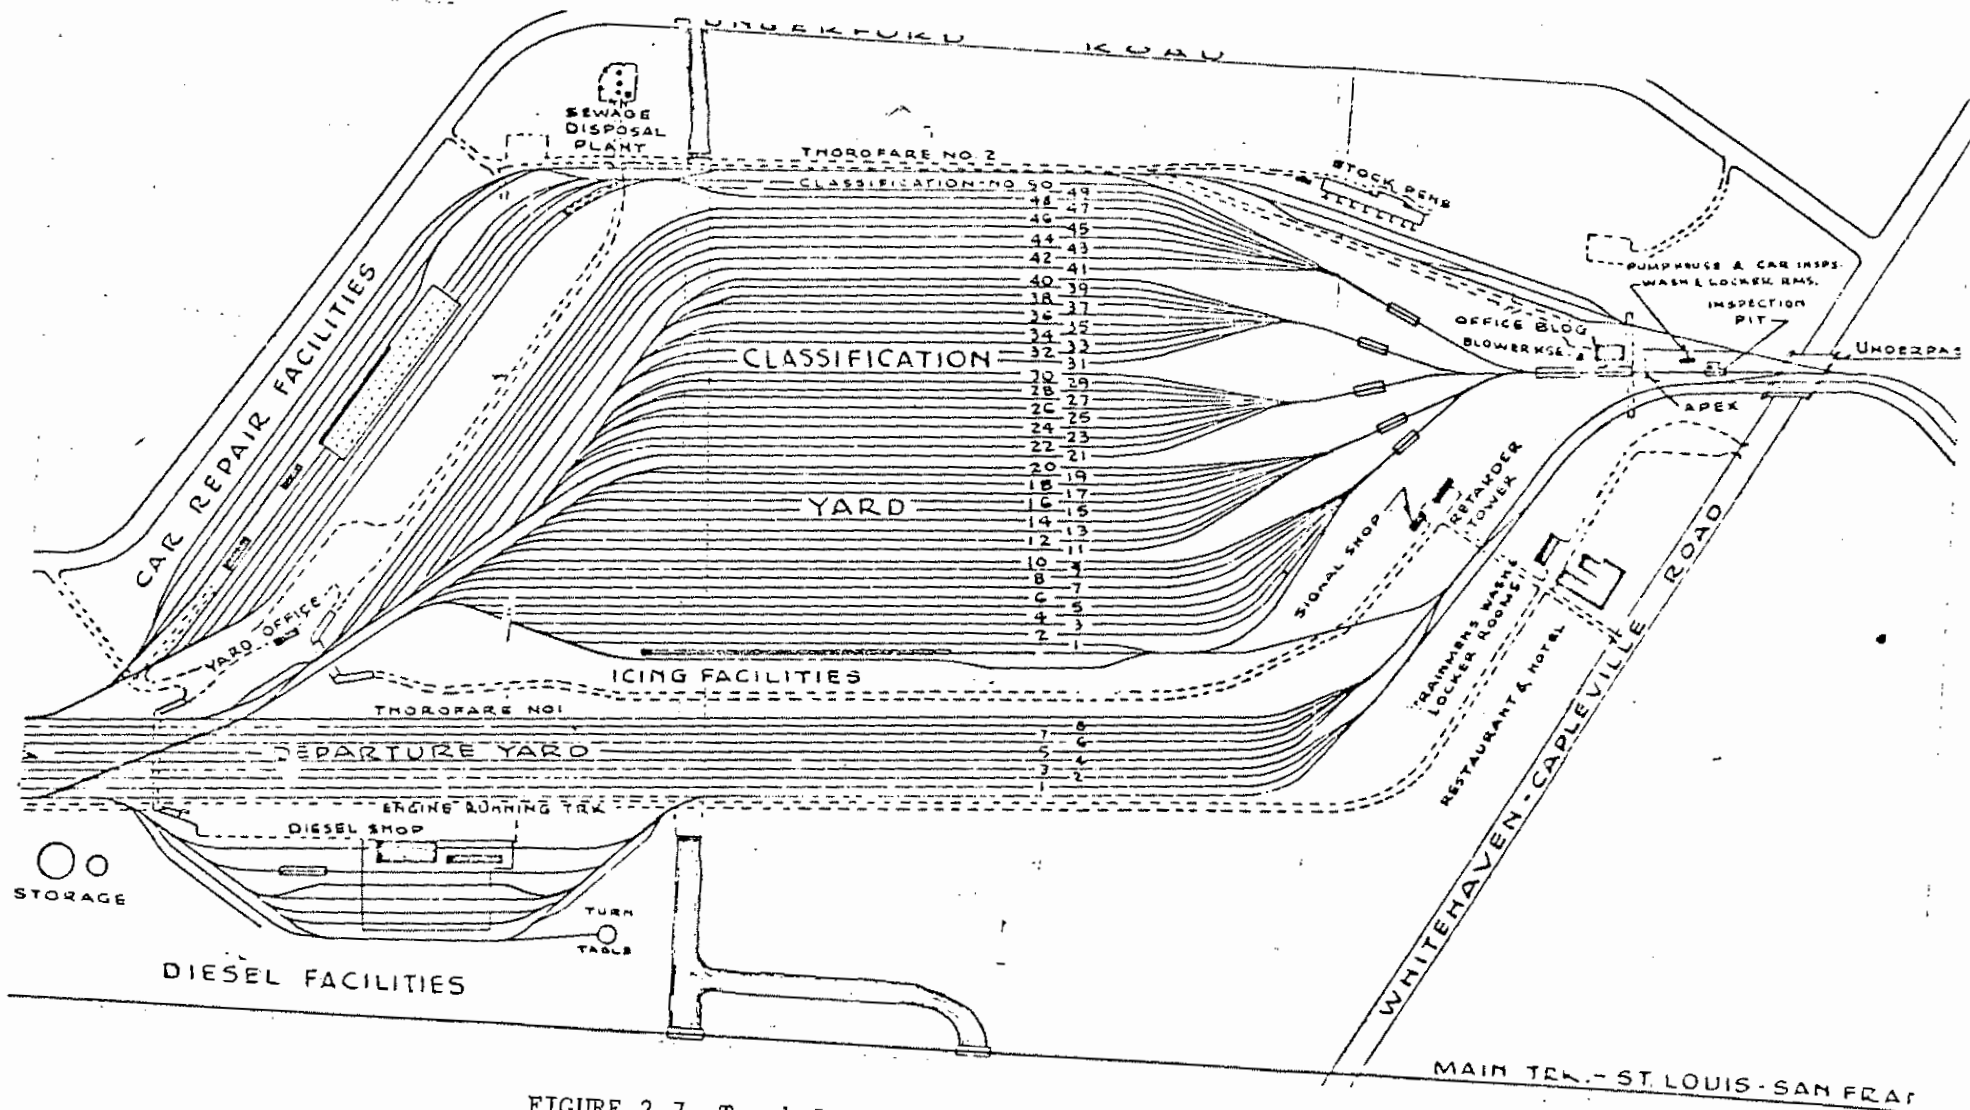 UNGERFORD ROAD
SEWAGE
DISPOSAL
PLANT
THOROFARE NO. 2
CLASSIFICATION NO. 50
49
48
47
46
45
44
43
42
41
40
39
38
37
36
35
34
33
32
31
30
29
28
27
26
25
24
23
22
21
20
19
18
17
16
15
14
13
12
11
10
8
7
6
5
4
3
2
1
STOCK PENS
PUMPHOUSE & CAR INSPS.
WASH & LOCKER RMS.
INSPECTION
PIT
OFFICE BLDG
BLOWER HSE.
UNDERPAS
APEX
CAR REPAIR FACILITIES
CLASSIFICATION
YARD
RETARDER
TOWER
SIGNAL SHOP
TRAINMENS WASH &
LOCKER ROOMS
RESTAURANT & HOTEL
WHITEHAVEN - CAPLEVILLE ROAD
YARD OFFICE
ICING FACILITIES
THOROFARE NO1
DEPARTURE YARD
8
7
6
5
4
3
2
1
ENGINE RUNNING TRK
DIESEL SHOP
STORAGE
TURN
TABLE
DIESEL FACILITIES
MAIN TRK. - ST. LOUIS - SAN FRA
FIGURE 2.7